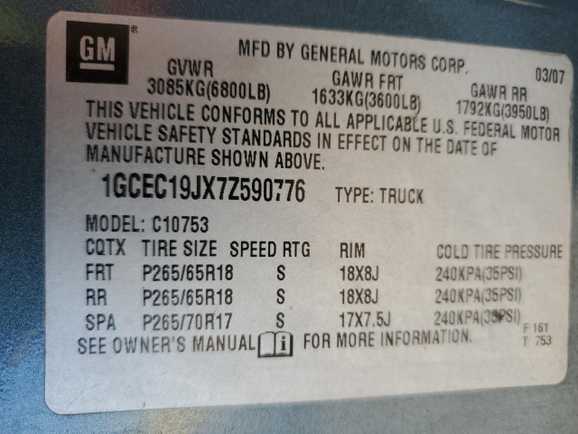 GM ®
MFD BY GENERAL MOTORS CORP. 03/07
GVWR GAWR FRT GAWR RR
3085KG(6800LB) 1633KG(3600LB) 1792KG(3950LB)
THIS VEHICLE CONFORMS TO ALL APPLICABLE U.S. FEDERAL MOTOR
VEHICLE SAFETY STANDARDS IN EFFECT ON THE DATE OF
MANUFACTURE SHOWN ABOVE.
1GCEC19JX7Z590776 TYPE: TRUCK
MODEL: C10753
CQTX TIRE SIZE SPEED RTG RIM COLD TIRE PRESSURE
FRT P265/65R18 S 18X8J 240KPA(35PSI)
RR P265/65R18 S 18X8J 240KPA(35PSI)
SPA P265/70R17 S 17X7.5J 240KPA(35PSI)
SEE OWNER'S MANUAL i FOR MORE INFORMATION.
F 16T
T 753